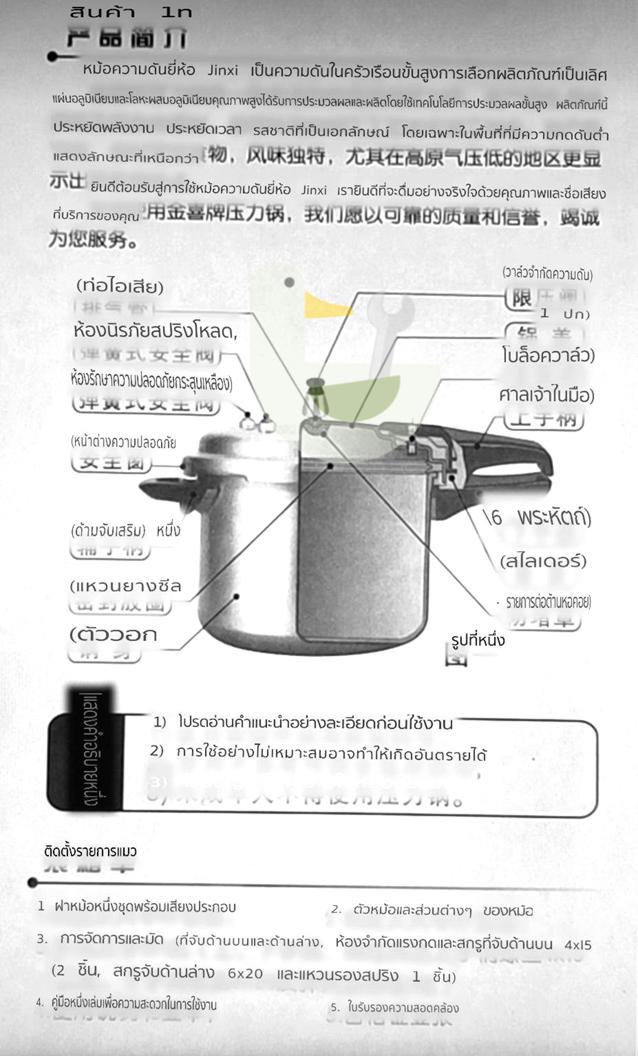 สินค้า 1ก
产品简介
หม้อความดันยี่ห้อ Jinxi เป็นความดันในครัวเรือนขั้นสูงการเลือกผลิตภัณฑ์เป็นเลิศ
แผ่นอลูมิเนียมและโลหะผสมอลูมิเนียมคุณภาพสูงได้รับการประมวลผลและผลิตโดยใช้เทคโนโลยีการประมวลผลขั้นสูง ผลิตภัณฑ์นี้
ประหยัดพลังงาน ประหยัดเวลา รสชาติที่เป็นเอกลักษณ์ โดยเฉพาะในพื้นที่ที่มีความกดดันต่ำ
แสดงลักษณะที่เหนือกว่า 物，风味独特，尤其在高原气压低的地区更显
示出 ยินดีต้อนรับสู่การใช้หม้อความดันยี่ห้อ Jinxi เรายินดีที่จะดื่มอย่างจริงใจด้วยคุณภาพและชื่อเสียง
ที่บริการของคุณ 用金喜牌压力锅，我们愿以可靠的质量和信誉，竭诚
为您服务。
(ท่อไอเสีย)
排气管
ห้องนิรภัยสปริงโหลด,
(弹簧式安全阀)
ห้องรักษาความปลอดภัยกระสุนเหลือง)
(弹簧式安全阀)
(หน้าต่างความปลอดภัย
安全窗
(ด้ามจับเสริม) หนึ่ง
辅手柄
(แหวนยางซีล
密封胶圈
(ตัววอก
锅身
(วาล์วจำกัดความดัน)
限压阀
1 ปก)
锅盖
โบล็อควาล์ว)
ศาลเจ้าในมือ)
上手柄
\6 พระหัตถ์)
(สไลเดอร์)
รายการต่อต้านหอคอย)
防堵罩
รูปที่หนึ่ง
图
แสดงคำอธิบายหนึ่ง
1) โปรดอ่านคำแนะนำอย่างละเอียดก่อนใช้งาน
2) การใช้อย่างไม่เหมาะสมอาจทำให้เกิดอันตรายได้
3) 未成年人不得使用压力锅。
ติดตั้งรายการแมว
装箱单
1 ฝาหม้อหนึ่งชุดพร้อมเสียงประกอบ
2. ตัวหม้อและส่วนต่างๆ ของหม้อ
3. การจัดการและมัด (ที่จับด้านบนและด้านล่าง, ห้องจำกัดแรงกดและสกรูที่จับด้านบน 4xl5
(2 ชิ้น, สกรูจับด้านล่าง 6x20 และแหวนรองสปริง 1 ชิ้น)
4. คู่มือหนึ่งเล่มเพื่อความสะดวกในการใช้งาน
5. ใบรับรองความสอดคล้อง